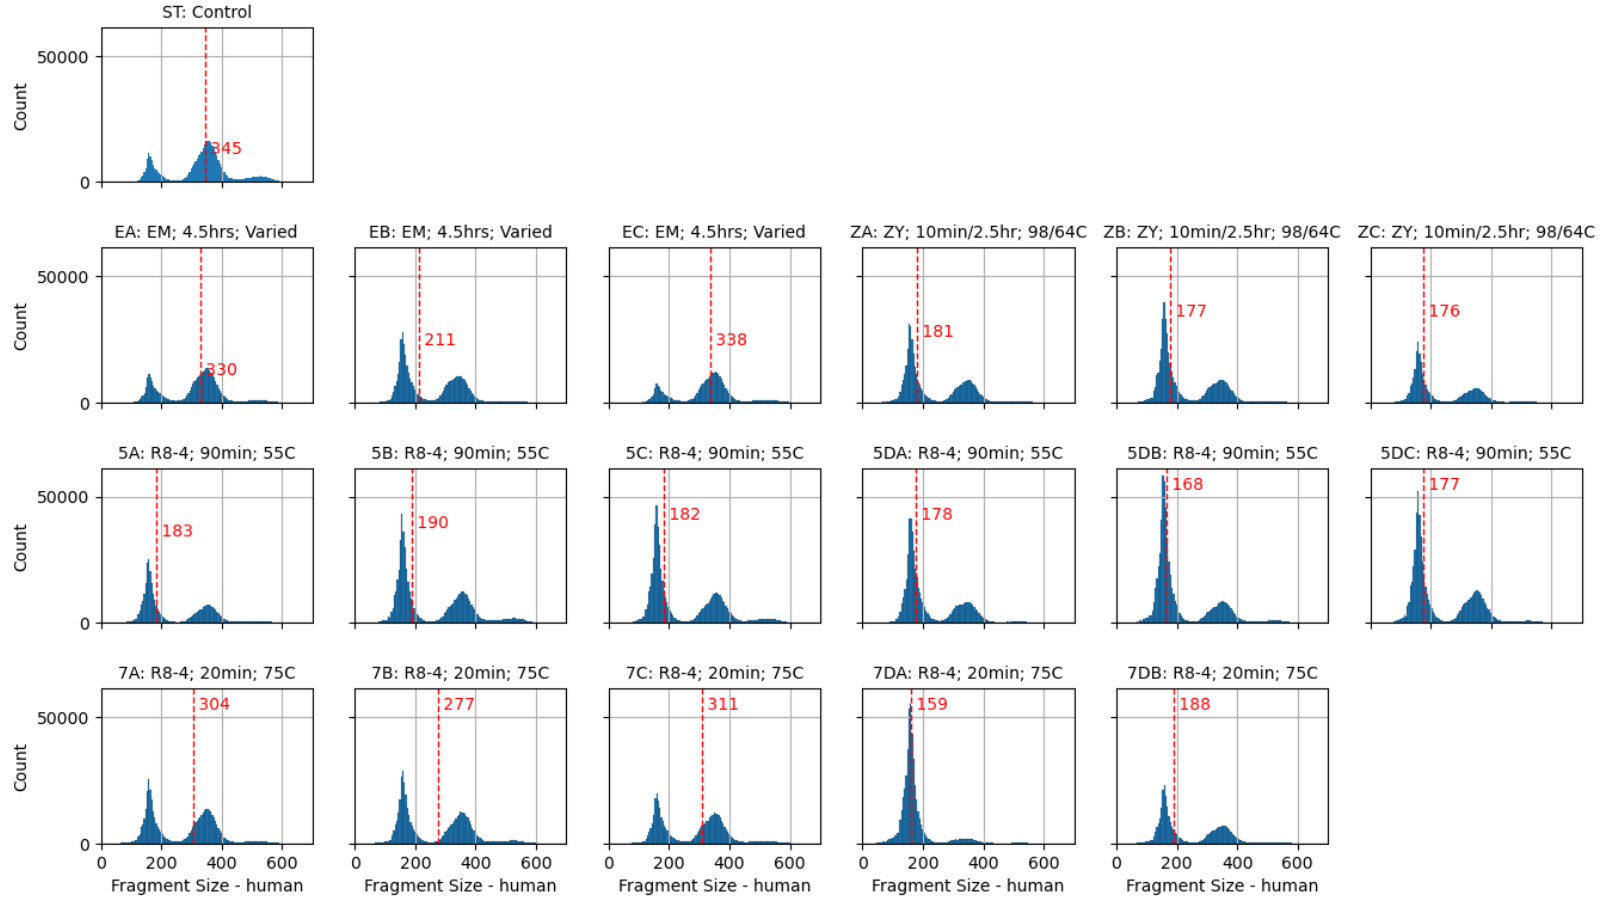 ST: Control
50000
Count
345
0
EA: EM; 4.5hrs; Varied
EB: EM; 4.5hrs; Varied
EC: EM; 4.5hrs; Varied
ZA: ZY; 10min/2.5hr; 98/64C
ZB: ZY; 10min/2.5hr; 98/64C
ZC: ZY; 10min/2.5hr; 98/64C
50000
Count
330
211
338
181
177
176
0
5A: R8-4; 90min; 55C
5B: R8-4; 90min; 55C
5C: R8-4; 90min; 55C
5DA: R8-4; 90min; 55C
5DB: R8-4; 90min; 55C
5DC: R8-4; 90min; 55C
50000
Count
183
190
182
178
168
177
0
7A: R8-4; 20min; 75C
7B: R8-4; 20min; 75C
7C: R8-4; 20min; 75C
7DA: R8-4; 20min; 75C
7DB: R8-4; 20min; 75C
50000
Count
304
277
311
159
188
0
0 200 400 600
0 200 400 600
0 200 400 600
0 200 400 600
0 200 400 600
Fragment Size - human
Fragment Size - human
Fragment Size - human
Fragment Size - human
Fragment Size - human